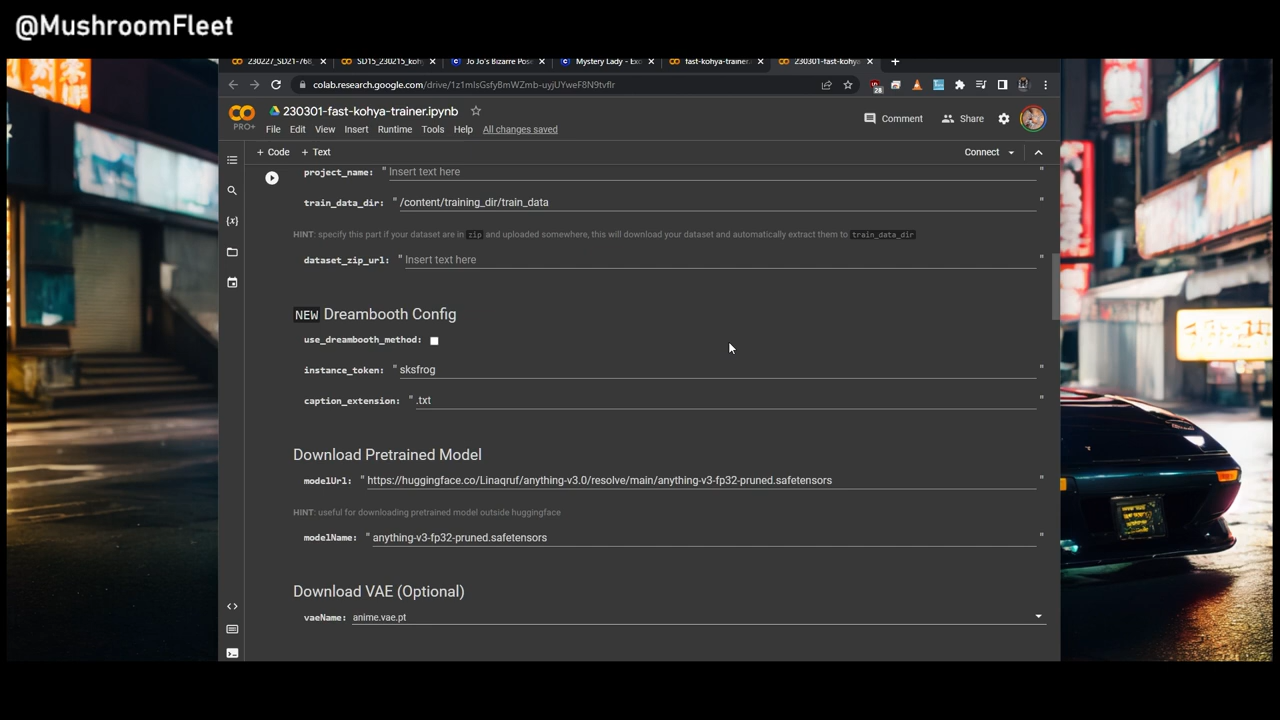 @MushroomFleet
230227_SD21-768
SD15_230215_koh
Jo Jo's Bizarre Pose
Mystery Lady - Exc
fast-kohya-trainer.
230301-fast-kohya
colab.research.google.com/drive/1z1mIsGsfyBmWZmb-uyjUYweF8N9tvfIr
28
230301-fast-kohya-trainer.ipynb
PRO+
File Edit View Insert Runtime Tools Help All changes saved
Comment
Share
+ Code + Text
Connect
project_name: " Insert text here "
train_data_dir: " /content/training_dir/train_data "
HINT: specify this part if your dataset are in zip and uploaded somewhere, this will download your dataset and automatically extract them to train_data_dir
dataset_zip_url: " Insert text here "
NEW Dreambooth Config
use_dreambooth_method:
instance_token: " sksfrog "
caption_extension: " .txt "
Download Pretrained Model
modelUrl: " https://huggingface.co/Linaqruf/anything-v3.0/resolve/main/anything-v3-fp32-pruned.safetensors "
HINT: useful for downloading pretrained model outside huggingface
modelName: " anything-v3-fp32-pruned.safetensors "
Download VAE (Optional)
vaeName: anime.vae.pt